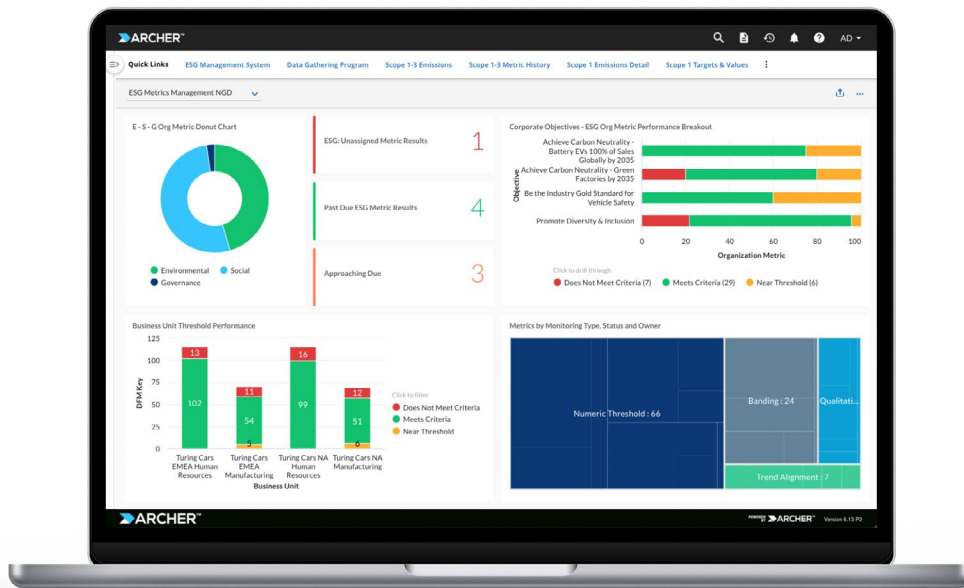 ARCHER™
AD
Quick Links
ESG Management System
Data Gathering Program
Scope 1-3 Emissions
Scope 1-3 Metric History
Scope 1 Emissions Detail
Scope 1 Targets & Values
ESG Metrics Management NGD
E - S - G Org Metric Donut Chart
Environmental
Social
Governance
ESG: Unassigned Metric Results
1
Past Due ESG Metric Results
4
Approaching Due
3
Corporate Objectives - ESG Org Metric Performance Breakout
Objective
Achieve Carbon Neutrality -
Battery EVs 100% of Sales
Globally by 2035
Achieve Carbon Neutrality - Green
Factories by 2035
Be the Industry Gold Standard for
Vehicle Safety
Promote Diversity & Inclusion
0 20 40 60 80 100
Organization Metric
Click to drill through
Does Not Meet Criteria (7)
Meets Criteria (29)
Near Threshold (6)
Business Unit Threshold Performance
DFM Key
125
100
75
50
25
0
13
102
11
54
5
16
99
12
51
6
Turing Cars
EMEA Human
Resources
Turing Cars
EMEA
Manufacturing
Turing Cars NA
Human
Resources
Turing Cars NA
Manufacturing
Business Unit
Click to filter
Does Not Meet Criteria
Meets Criteria
Near Threshold
Metrics by Monitoring Type, Status and Owner
Numeric Threshold : 66
Banding : 24
Qualitati...
Trend Alignment : 7
ARCHER™
POWERED BY ARCHER™
Version 6.13 P2